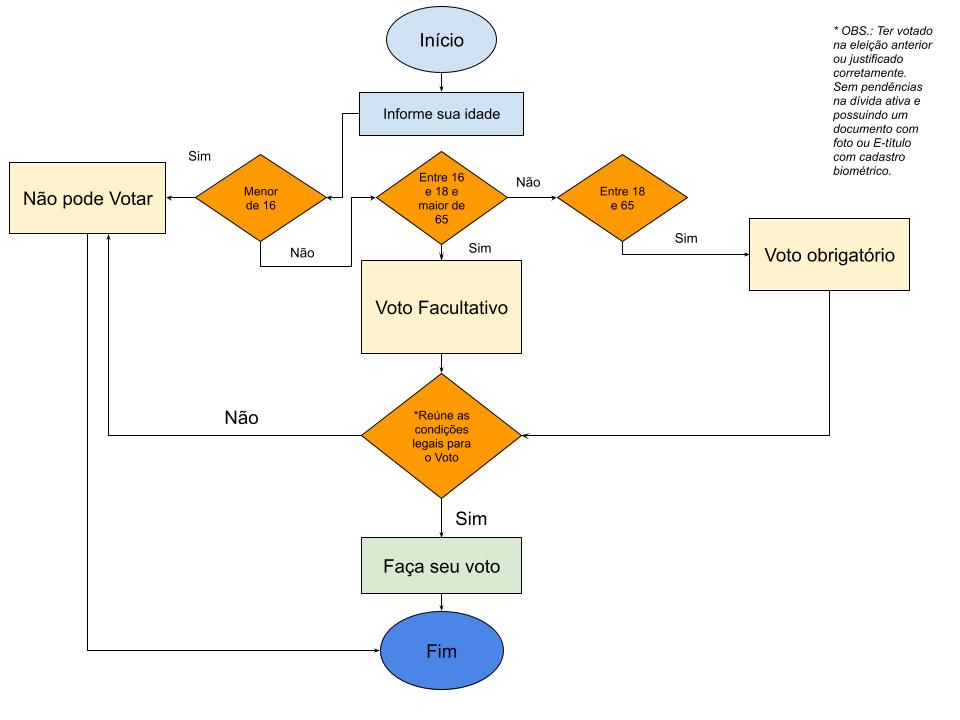 Início
* OBS.: Ter votado
na eleição anterior
ou justificado
corretamente.
Sem pendências
na dívida ativa e
possuindo um
documento com
foto ou E-título
com cadastro
biométrico.
Informe sua idade
Sim
Não pode Votar
Menor
de 16
Não
Entre 16
e 18 e
maior de
65
Não
Entre 18
e 65
Sim
Sim
Voto obrigatório
Voto Facultativo
*Reúne as
condições
legais para
o Voto
Não
Sim
Faça seu voto
Fim